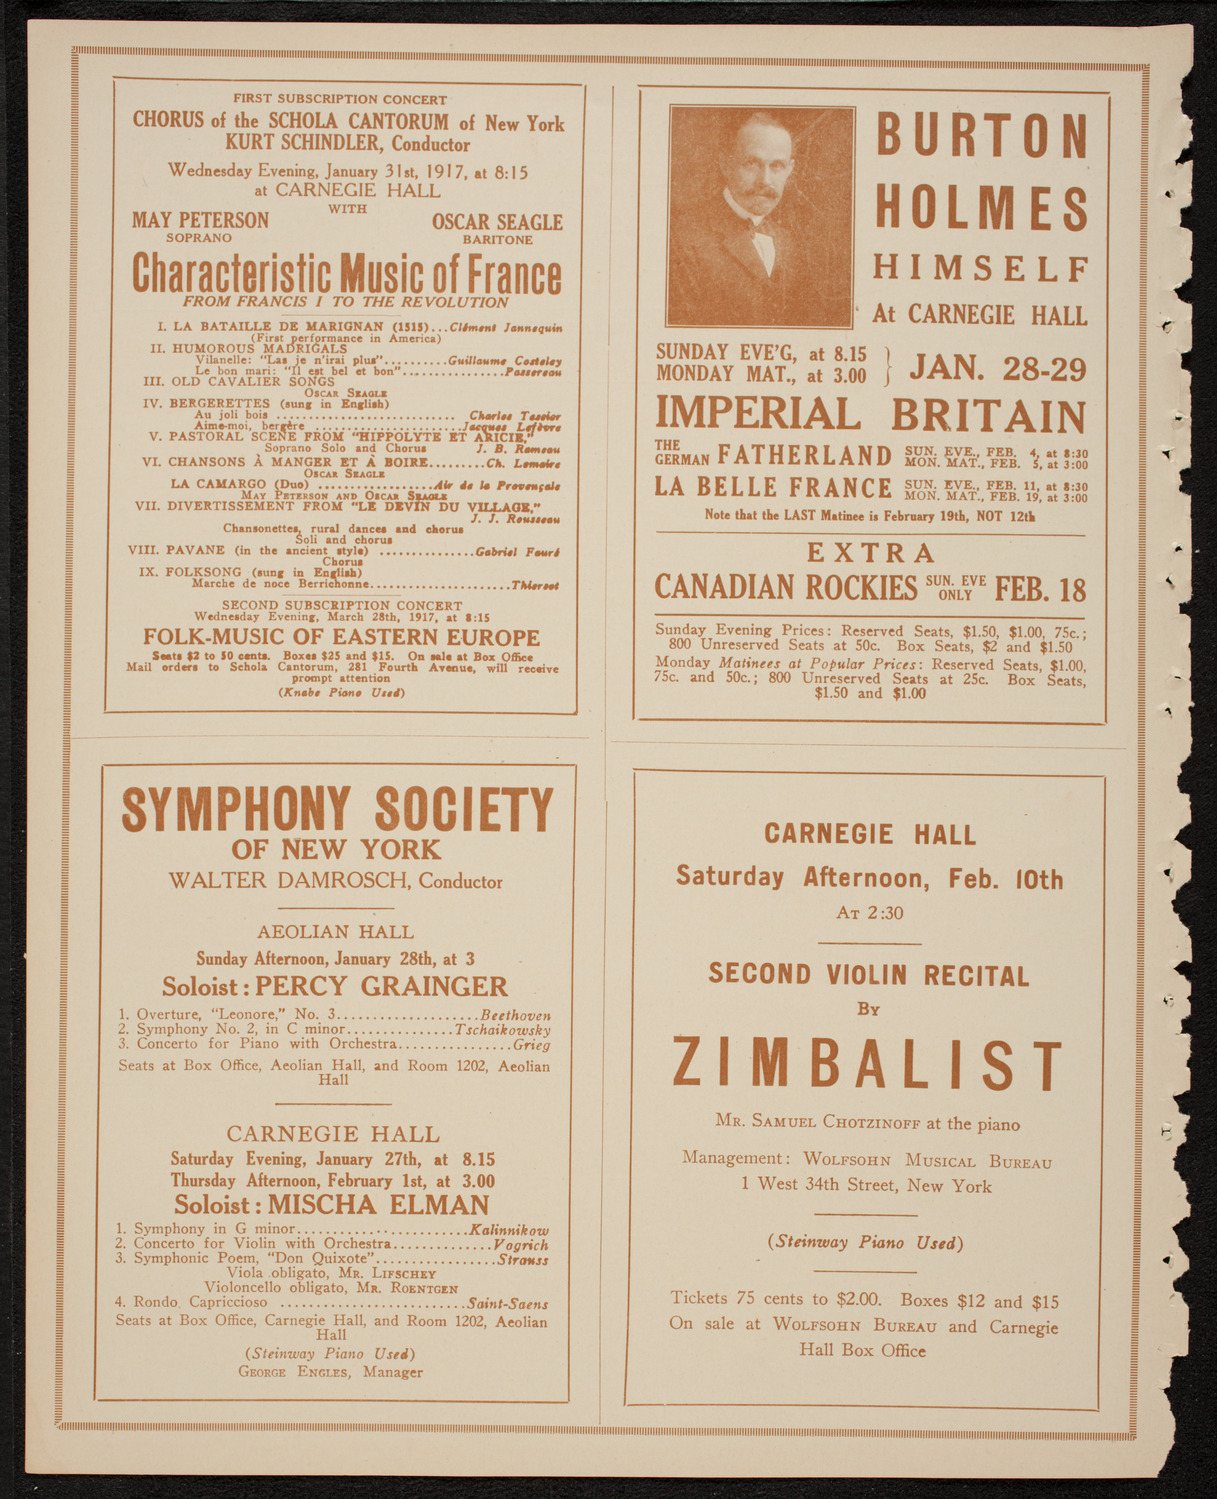 FIRST SUBSCRIPTION CONCERT
CHORUS of the SCHOLA CANTORUM of New York
KURT SCHINDLER, Conductor
Wednesday Evening, January 31st, 1917, at 8:15
at CARNEGIE HALL
WITH
MAY PETERSON OSCAR SEAGLE
SOPRANO BARITONE
Characteristic Music of France
FROM FRANCIS I TO THE REVOLUTION
I. LA BATAILLE DE MARIGNAN (1515)...Clément Jannequin
(First performance in America)
II. HUMOROUS MADRIGALS
Vilanelle: "Las je n'irai plus"..........Guillaume Costeley
Le bon mari: "Il est bel et bon"................Passereau
III. OLD CAVALIER SONGS
OSCAR SEAGLE
IV. BERGERETTES (sung in English)
Au joli bois ............................ Charles Tessier
Aime-moi, bergère ......................Jacques Lefèvre
V. PASTORAL SCENE FROM "HIPPOLYTE ET ARICIE,"
Soprano Solo and Chorus J. B. Rameau
VI. CHANSONS À MANGER ET À BOIRE.........Ch. Lemaire
OSCAR SEAGLE
LA CAMARGO (Duo) ................Air de la Provençale
MAY PETERSON AND OSCAR SEAGLE
VII. DIVERTISSEMENT FROM "LE DEVIN DU VILLAGE,"
J. J. Rousseau
Chansonettes, rural dances and chorus
Soli and chorus
VIII. PAVANE (in the ancient style) ..............Gabriel Fauré
Chorus
IX. FOLKSONG (sung in English)
Marche de noce Berrichonne.....................Thiersot
SECOND SUBSCRIPTION CONCERT
Wednesday Evening, March 28th, 1917, at 8:15
FOLK-MUSIC OF EASTERN EUROPE
Seats $2 to 50 cents. Boxes $25 and $15. On sale at Box Office
Mail orders to Schola Cantorum, 281 Fourth Avenue, will receive
prompt attention
(Knabe Piano Used)
BURTON
HOLMES
HIMSELF
At CARNEGIE HALL
SUNDAY EVE'G, at 8.15
MONDAY MAT., at 3.00 } JAN. 28-29
IMPERIAL BRITAIN
THE GERMAN FATHERLAND SUN. EVE., FEB. 4, at 8:30
MON. MAT., FEB. 5, at 3:00
LA BELLE FRANCE SUN. EVE., FEB. 11, at 8:30
MON. MAT., FEB. 19, at 3:00
Note that the LAST Matinee is February 19th, NOT 12th
EXTRA
CANADIAN ROCKIES SUN. EVE ONLY FEB. 18
Sunday Evening Prices: Reserved Seats, $1.50, $1.00, 75c.;
800 Unreserved Seats at 50c. Box Seats, $2 and $1.50
Monday Matinees at Popular Prices: Reserved Seats, $1.00,
75c. and 50c.; 800 Unreserved Seats at 25c. Box Seats,
$1.50 and $1.00
SYMPHONY SOCIETY
OF NEW YORK
WALTER DAMROSCH, Conductor
AEOLIAN HALL
Sunday Afternoon, January 28th, at 3
Soloist: PERCY GRAINGER
1. Overture, "Leonore," No. 3....................Beethoven
2. Symphony No. 2, in C minor...............Tschaikowsky
3. Concerto for Piano with Orchestra................Grieg
Seats at Box Office, Aeolian Hall, and Room 1202, Aeolian
Hall
CARNEGIE HALL
Saturday Evening, January 27th, at 8.15
Thursday Afternoon, February 1st, at 3.00
Soloist: MISCHA ELMAN
1. Symphony in G minor........................Kalinnikow
2. Concerto for Violin with Orchestra.............Vogrich
3. Symphonic Poem, "Don Quixote".................Strauss
Viola obligato, MR. LIFSCHEY
Violoncello obligato, MR. ROENTGEN
4. Rondo Capriccioso ..........................Saint-Saens
Seats at Box Office, Carnegie Hall, and Room 1202, Aeolian
Hall
(Steinway Piano Used)
GEORGE ENGLES, Manager
CARNEGIE HALL
Saturday Afternoon, Feb. 10th
AT 2:30
SECOND VIOLIN RECITAL
BY
ZIMBALIST
MR. SAMUEL CHOTZINOFF at the piano
Management: WOLFSOHN MUSICAL BUREAU
1 West 34th Street, New York
(Steinway Piano Used)
Tickets 75 cents to $2.00. Boxes $12 and $15
On sale at WOLFSOHN BUREAU and Carnegie
Hall Box Office